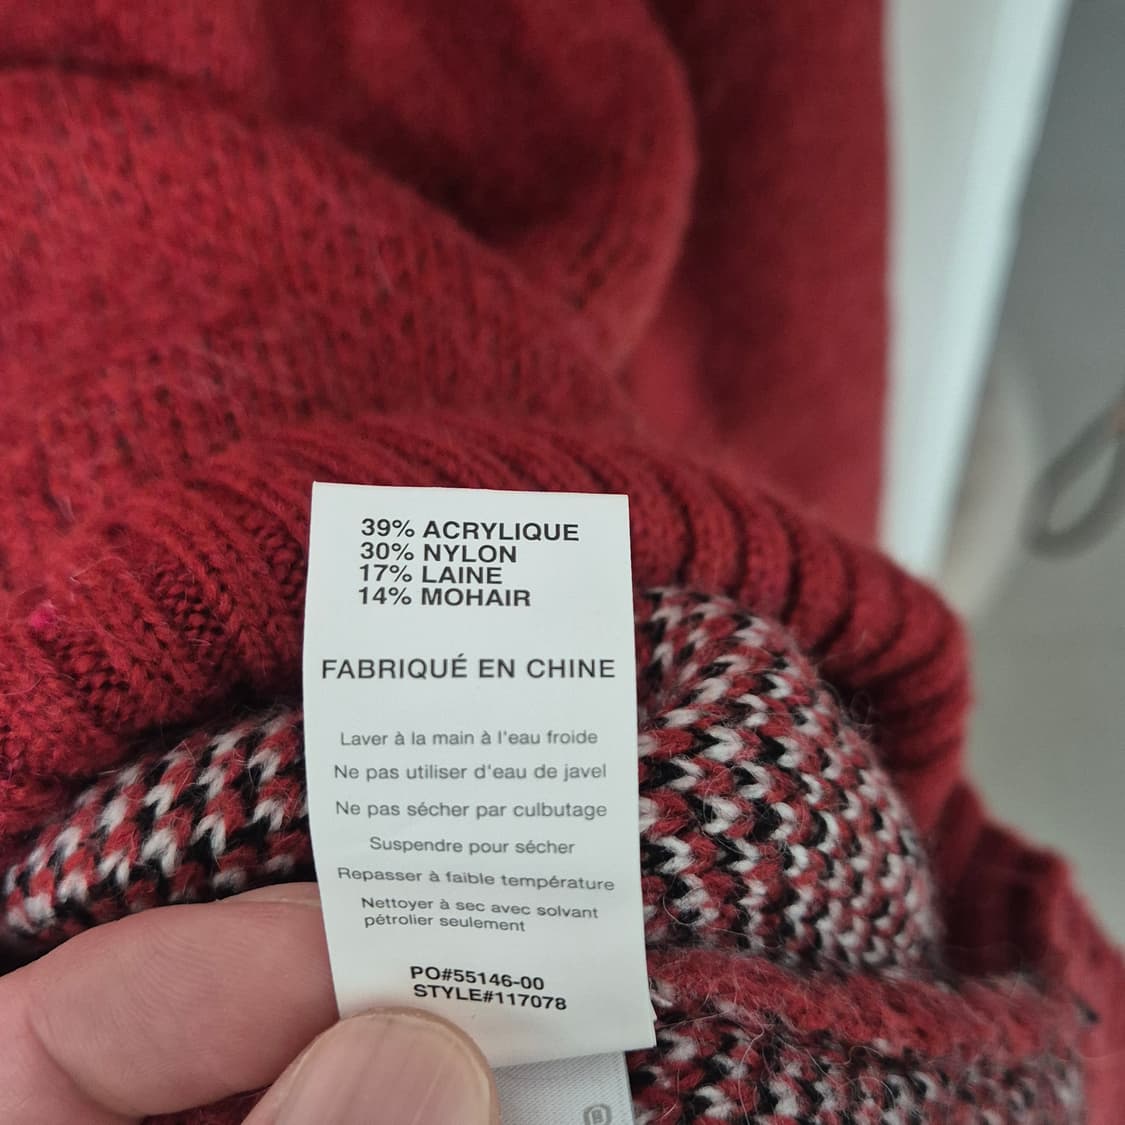 39% ACRYLIQUE
30% NYLON
17% LAINE
14% MOHAIR
FABRIQUÉ EN CHINE
Laver à la main à l'eau froide
Ne pas utiliser d'eau de javel
Ne pas sécher par culbutage
Suspendre pour sécher
Repasser à faible température
Nettoyer à sec avec solvant
pétrolier seulement
PO#55146-00
STYLE#117078